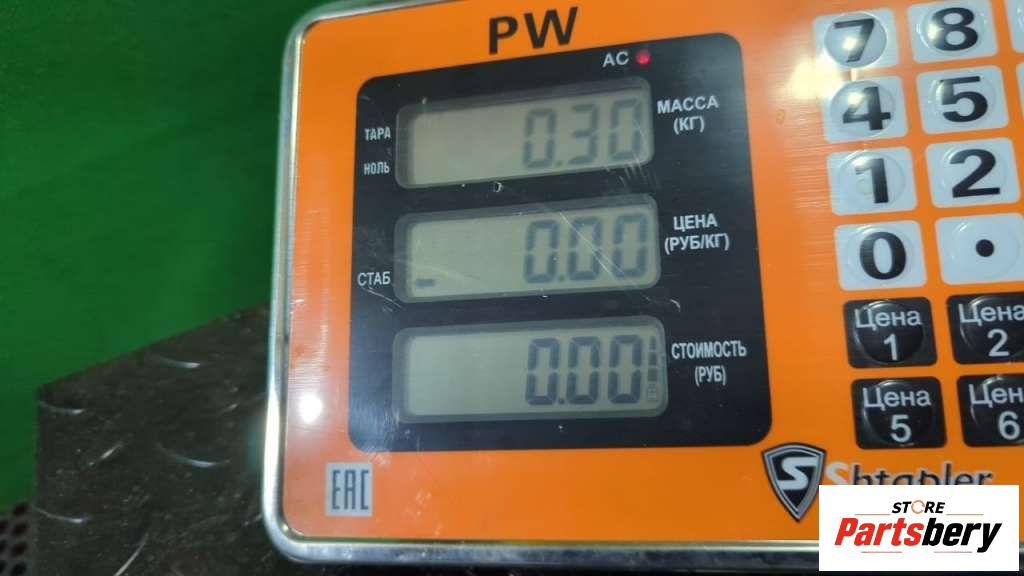 PW
AC
ТАРА
НОЛЬ
0.30
МАССА
(КГ)
СТАБ
- 0.00
ЦЕНА
(РУБ/КГ)
0.00
СТОИМОСТЬ
(РУБ)
7 8
4 5
1 2
0 •
Цена
1
Цена
2
Цена
5
Цен
6
EAC
Shtapler
STORE
Partsbery